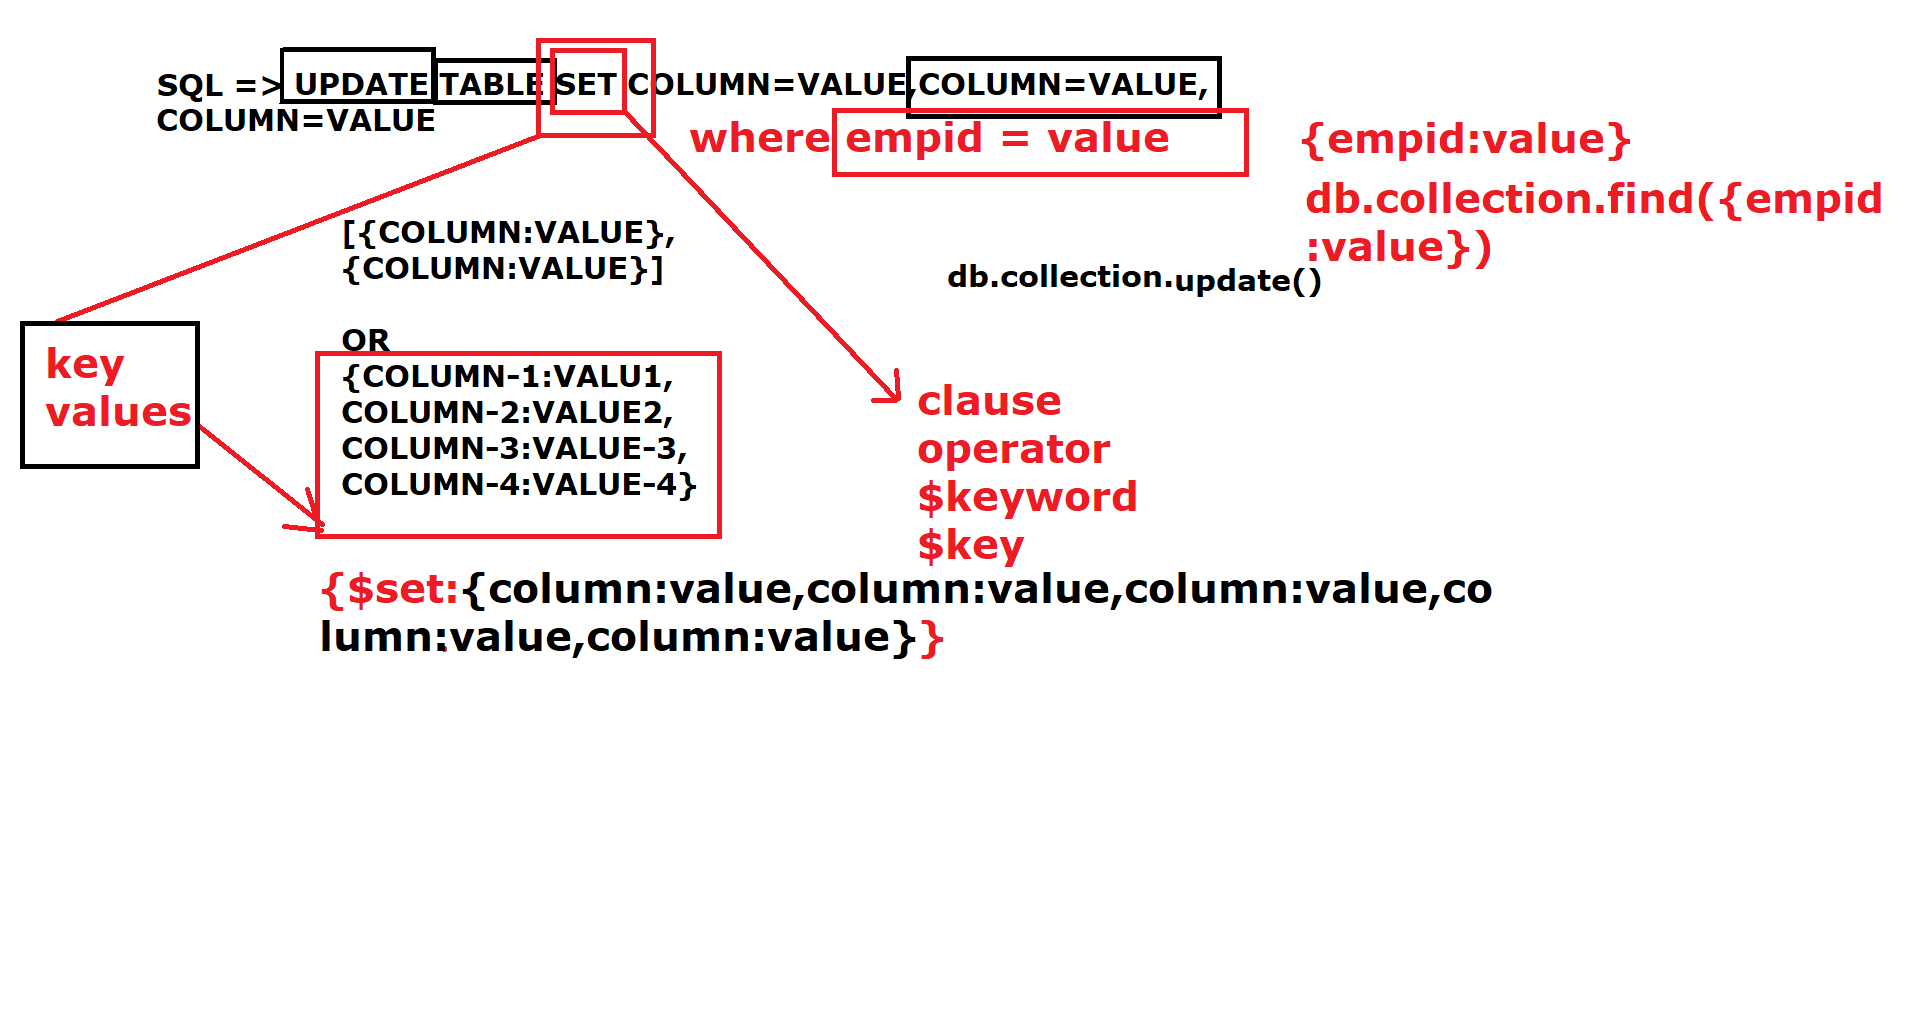 SQL => UPDATE TABLE SET COLUMN=VALUE,COLUMN=VALUE,
COLUMN=VALUE
where empid = value
{empid:value}
db.collection.find({empid
:value})
[{COLUMN:VALUE},
{COLUMN:VALUE}]
db.collection.update()
OR
{COLUMN-1:VALU1,
COLUMN-2:VALUE2,
COLUMN-3:VALUE-3,
COLUMN-4:VALUE-4}
key
values
clause
operator
$keyword
$key
{$set:{column:value,column:value,column:value,co
lumn:value,column:value}}